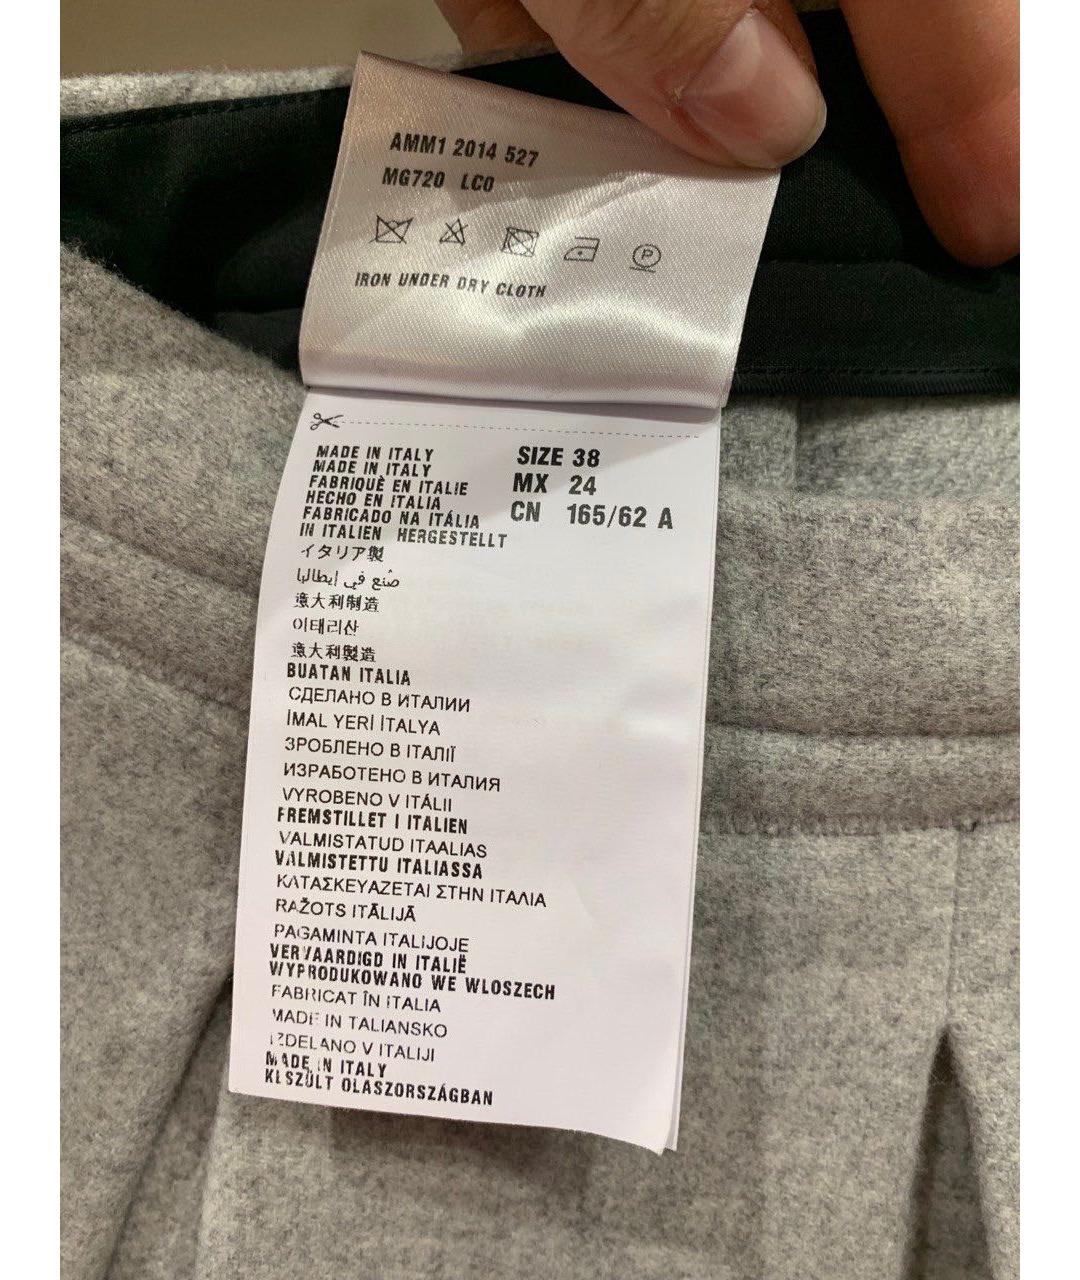 AMM1 2014 527
MG720 LC0
P
IRON UNDER DRY CLOTH
MADE IN ITALY
MADE IN ITALY
FABRIQUÈ EN ITALIE
HECHO EN ITALIA
FABRICADO NA ITÁLIA
IN ITALIEN HERGESTELLT
イタリア製
صُنع في إيطاليا
意大利制造
이태리산
意大利製造
BUATAN ITALIA
СДЕЛАНО В ИТАЛИИ
İMAL YERİ İTALYA
ЗРОБЛЕНО В ІТАЛІЇ
ИЗРАБОТЕНО В ИТАЛИЯ
VYROBENO V ITÁLII
FREMSTILLET I ITALIEN
VALMISTATUD ITAALIAS
VALMISTETTU ITALIASSA
ΚΑΤΑΣΚΕΥΑΖΕΤΑΙ ΣΤΗΝ ΙΤΑΛΙΑ
RAŽOTS ITĀLIJĀ
PAGAMINTA ITALIJOJE
VERVAARDIGD IN ITALIË
WYPRODUKOWANO WE WLOSZECH
FABRICAT ÎN ITALIA
MADE IN TALIANSKO
IZDELANO V ITALIJI
MADE IN ITALY
KÉSZÜLT OLASZORSZÁGBAN
SIZE 38
MX 24
CN 165/62 A